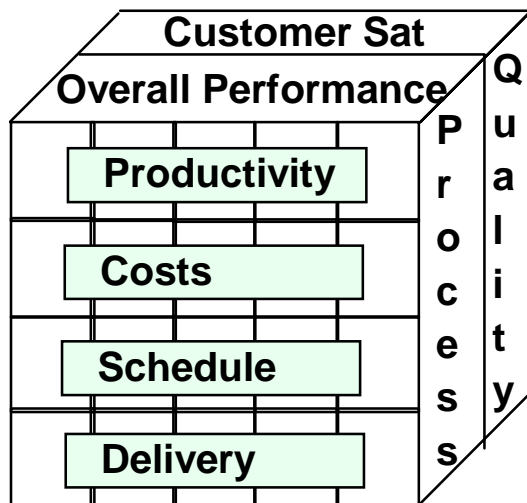 Customer Sat
Overall Performance
Productivity
Costs
Schedule
Delivery
Process
Quality